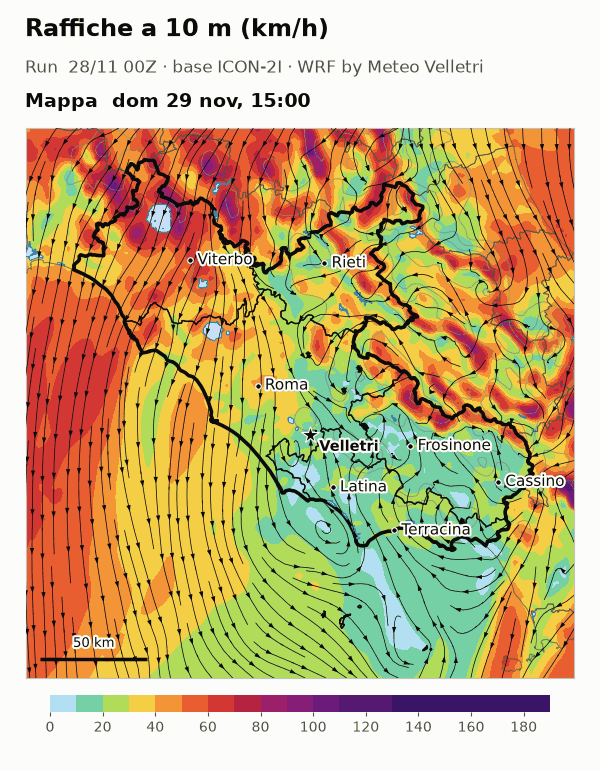 Raffiche a 10 m (km/h)
Run 28/11 00Z · base ICON-2I · WRF by Meteo Velletri
Mappa dom 29 nov, 15:00
Viterbo
Rieti
Roma
Velletri
Frosinone
Latina
Cassino
Terracina
50 km
0 20 40 60 80 100 120 140 160 180